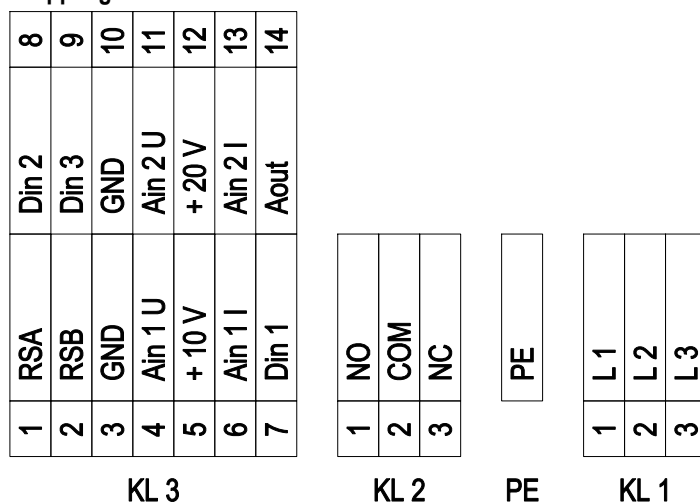 8 9 10 11 12 13 14
Din 2 Din 3 GND Ain 2 U + 20 V Ain 2 I Aout
RSA RSB GND Ain 1 U + 10 V Ain 1 I Din 1
1 2 3 4 5 6 7
KL 3
NO COM NC
1 2 3
KL 2
PE
PE
L 1 L 2 L 3
1 2 3
KL 1